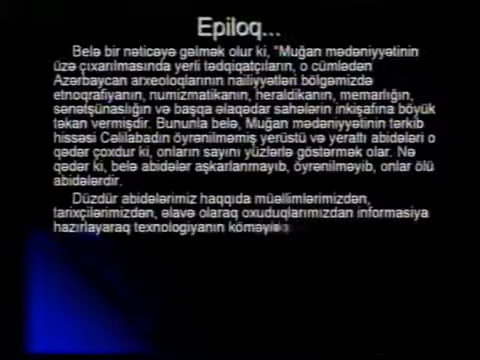 Epiloq...
Belə bir nəticəyə gəlmək olur ki, "Muğan mədəniyyətinin
üzə çıxarılmasında yerli tədqiqatçıların, o cümlədən
Azərbaycan arxeoloqlarının nailiyyətləri bölgəmizdə
etnoqrafiyanın, numizmatikanın, heraldikanın, memarlığın,
sənətşünaslığın və başqa əlaqədar sahələrin inkişafına böyük
təkan vermişdir. Bununla belə, Muğan mədəniyyətinin tərkib
hissəsi Cəlilabadın öyrənilməmiş yerüstü və yeraltı abidələri o
qədər çoxdur ki, onların sayını yüzlərlə göstərmək olar. Nə
qədər ki, belə abidələr aşkarlanmayıb, öyrənilməyib, onlar ölü
abidələrdir.
Düzdür abidələrimiz haqqıda müəllimlərimizdən,
tarixçilərimizdən, əlavə olaraq oxuduqlarımızdan informasiya
hazırlayaraq texnologiyanın